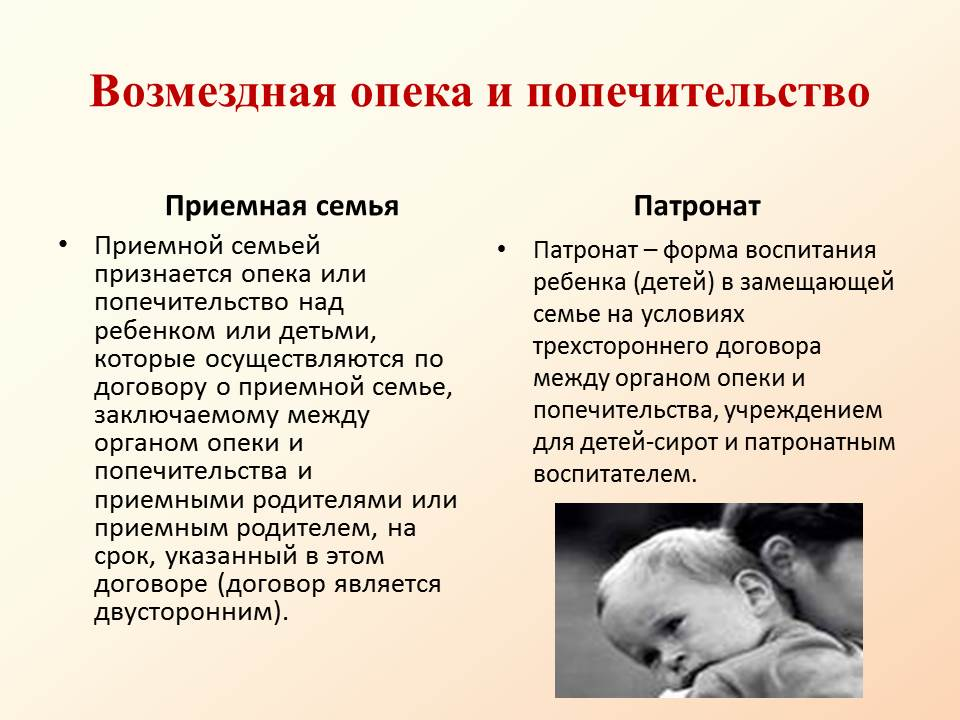 Возмездная опека и попечительство
Приемная семья
• Приемной семьей
признается опека или
попечительство над
ребенком или детьми,
которые осуществляются по
договору о приемной семье,
заключаемому между
органом опеки и
попечительства и
приемными родителями или
приемным родителем, на
срок, указанный в этом
договоре (договор является
двусторонним).
Патронат
• Патронат – форма воспитания
ребенка (детей) в замещающей
семье на условиях
трехстороннего договора
между органом опеки и
попечительства, учреждением
для детей-сирот и патронатным
воспитателем.